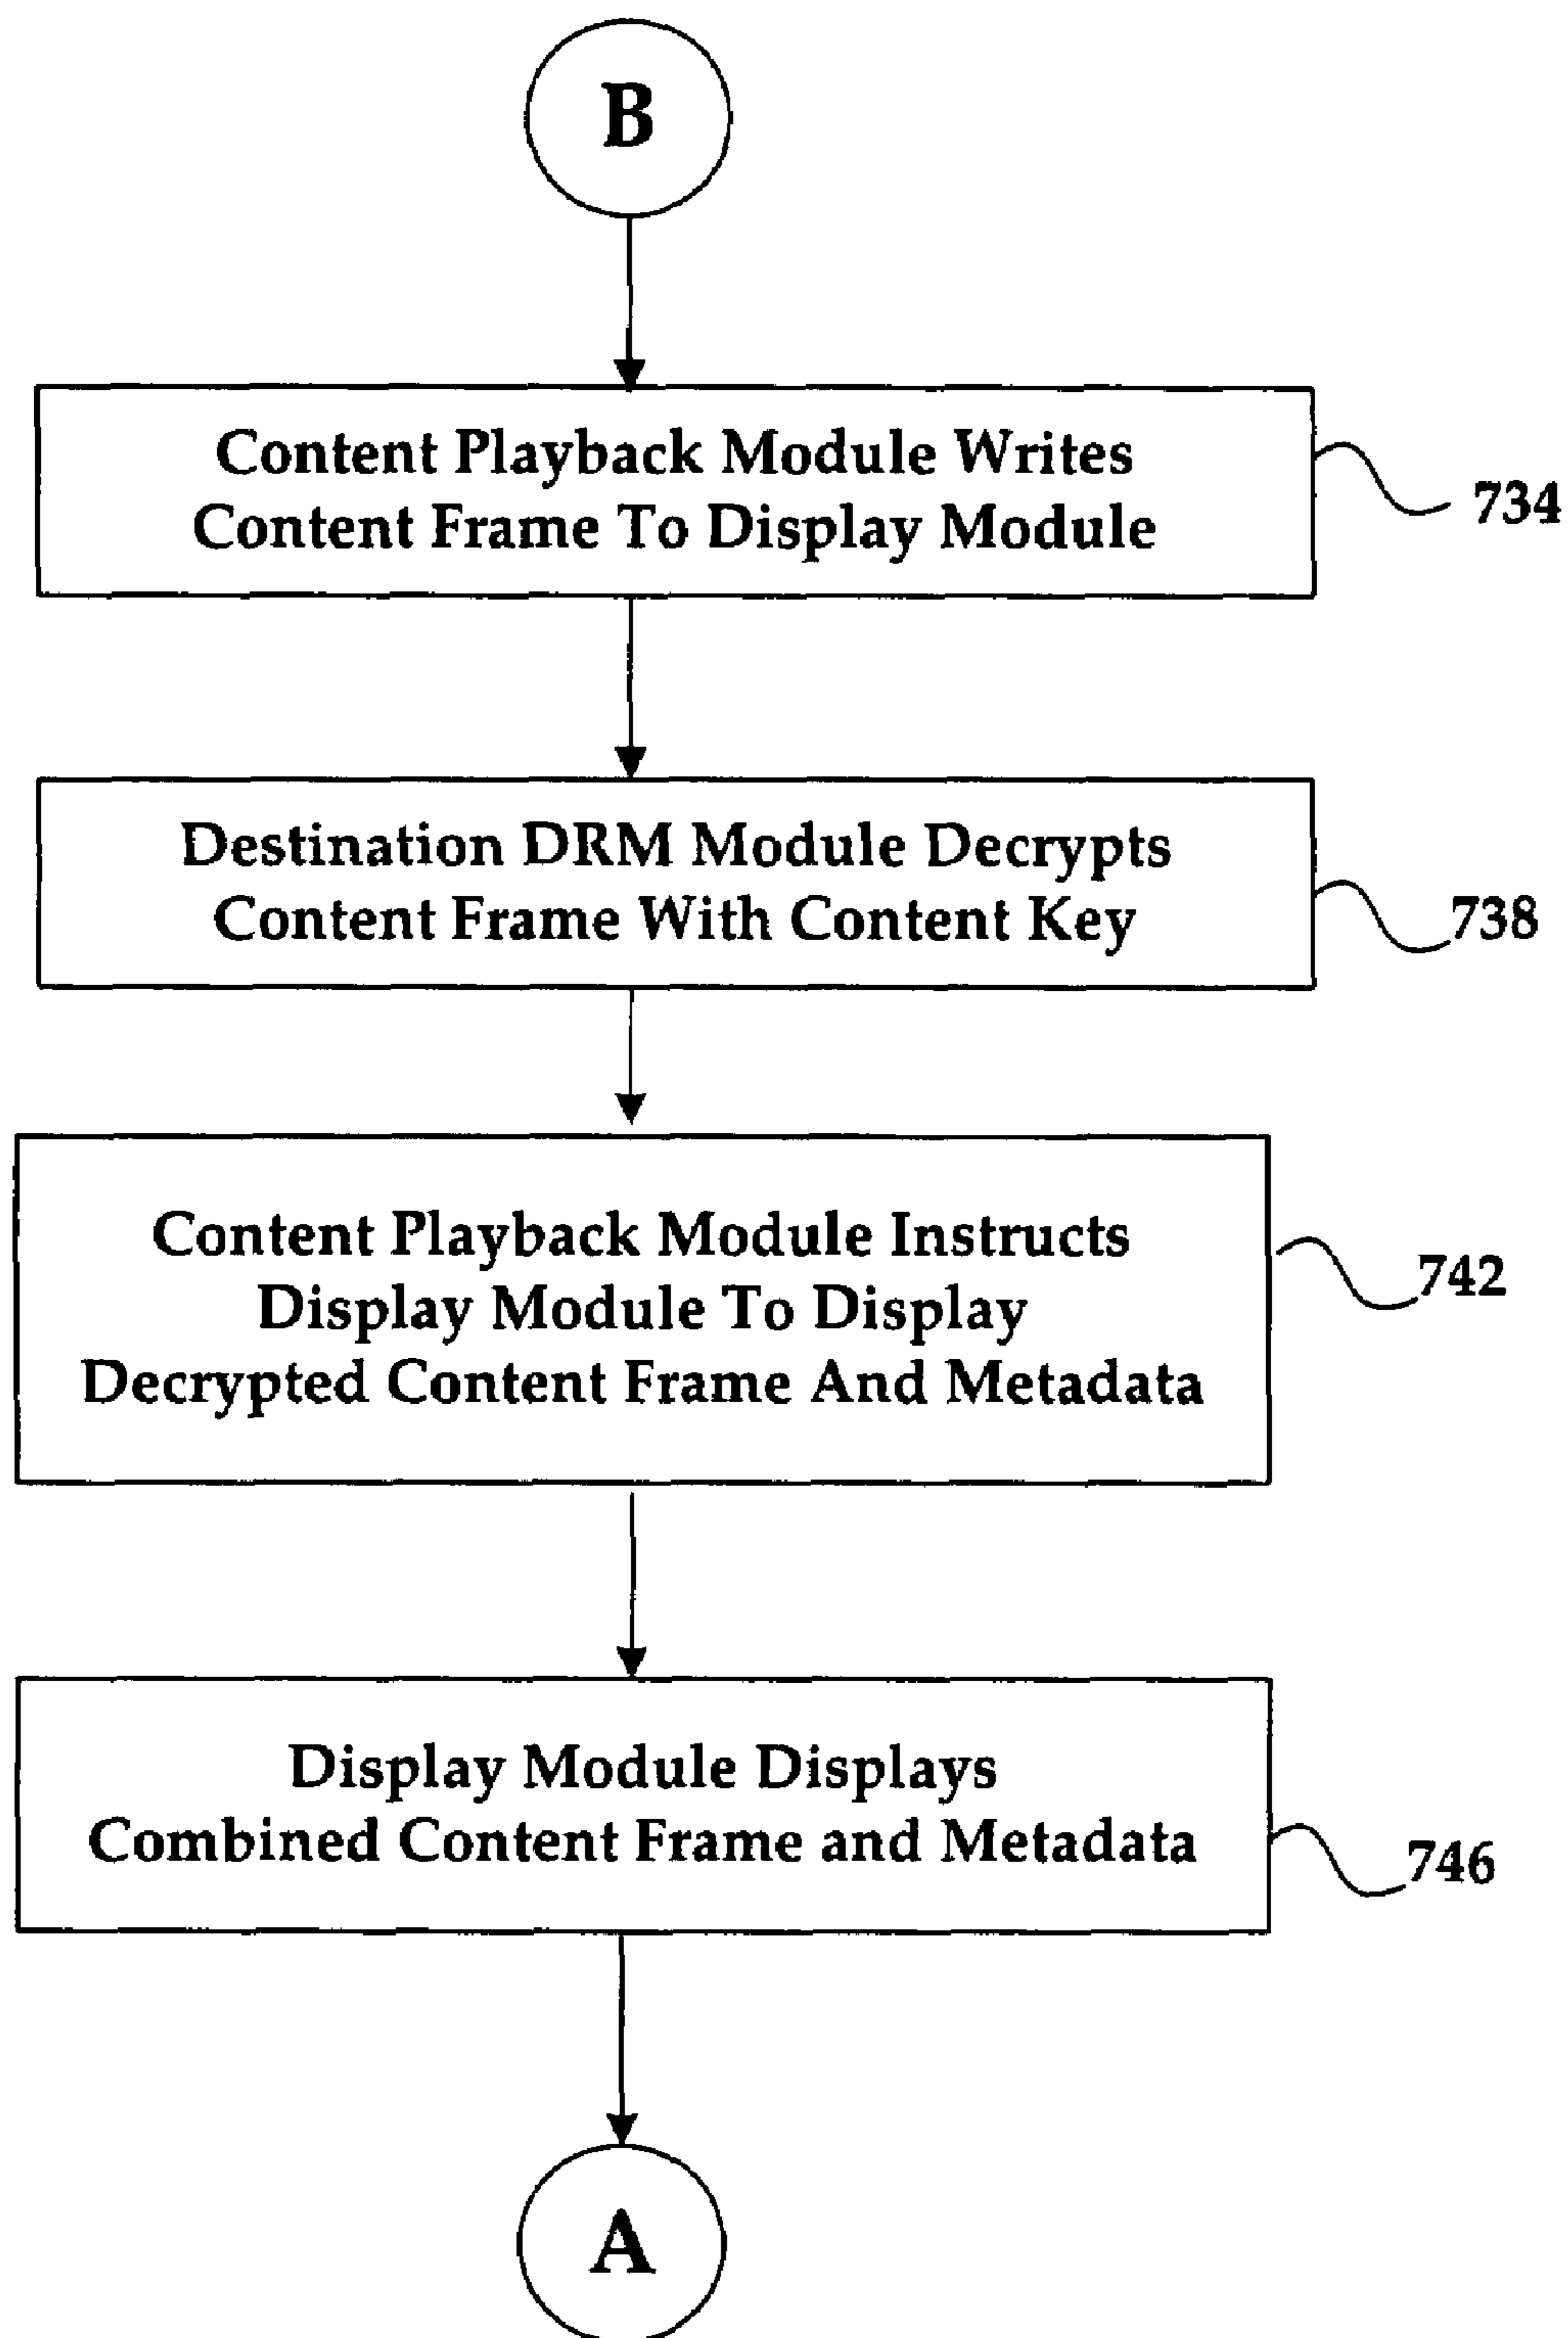 B
Content Playback Module Writes
Content Frame To Display Module
734
Destination DRM Module Decrypts
Content Frame With Content Key
738
Content Playback Module Instructs
Display Module To Display
Decrypted Content Frame And Metadata
742
Display Module Displays
Combined Content Frame and Metadata
746
A